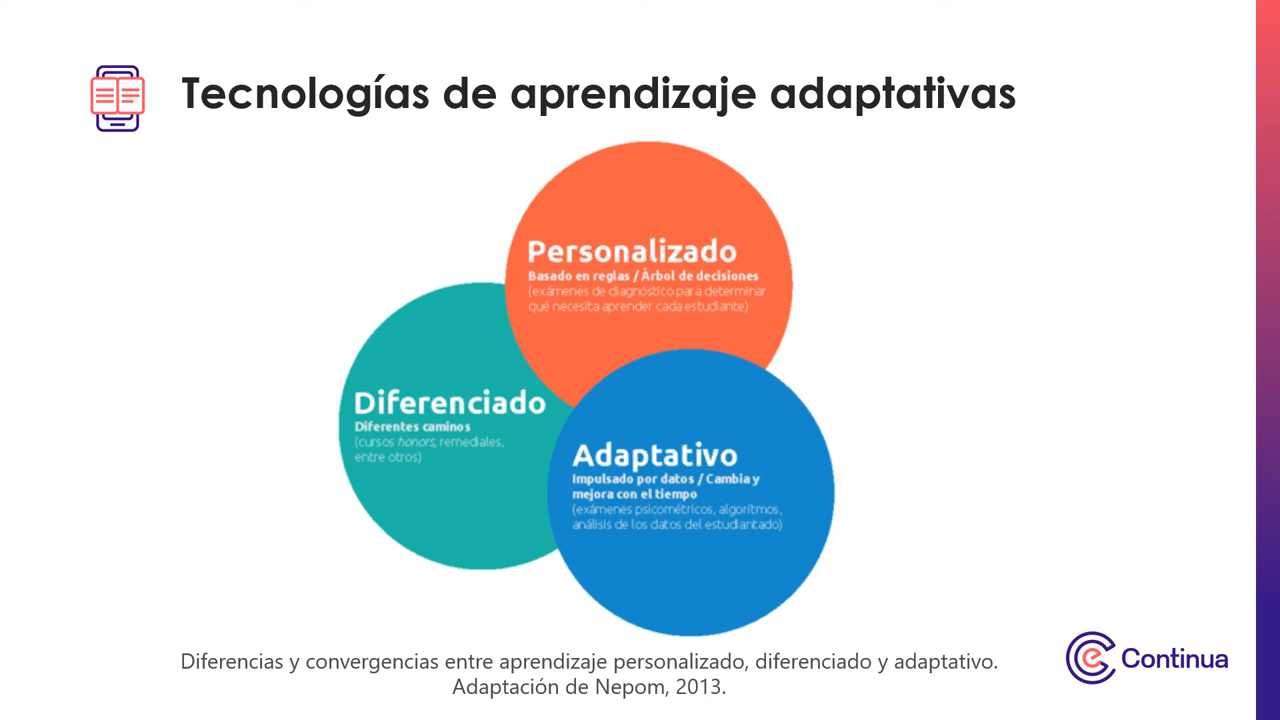 Tecnologías de aprendizaje adaptativas
Personalizado
Basado en reglas / Árbol de decisiones
(exámenes de diagnóstico para determinar
qué necesita aprender cada estudiante)
Diferenciado
Diferentes caminos
(cursos honors, remediales,
entre otros)
Adaptativo
Impulsado por datos / Cambia y
mejora con el tiempo
(exámenes psicométricos, algorítmos,
análisis de los datos del estudiantado)
Diferencias y convergencias entre aprendizaje personalizado, diferenciado y adaptativo.
Adaptación de Nepom, 2013.
e Continua